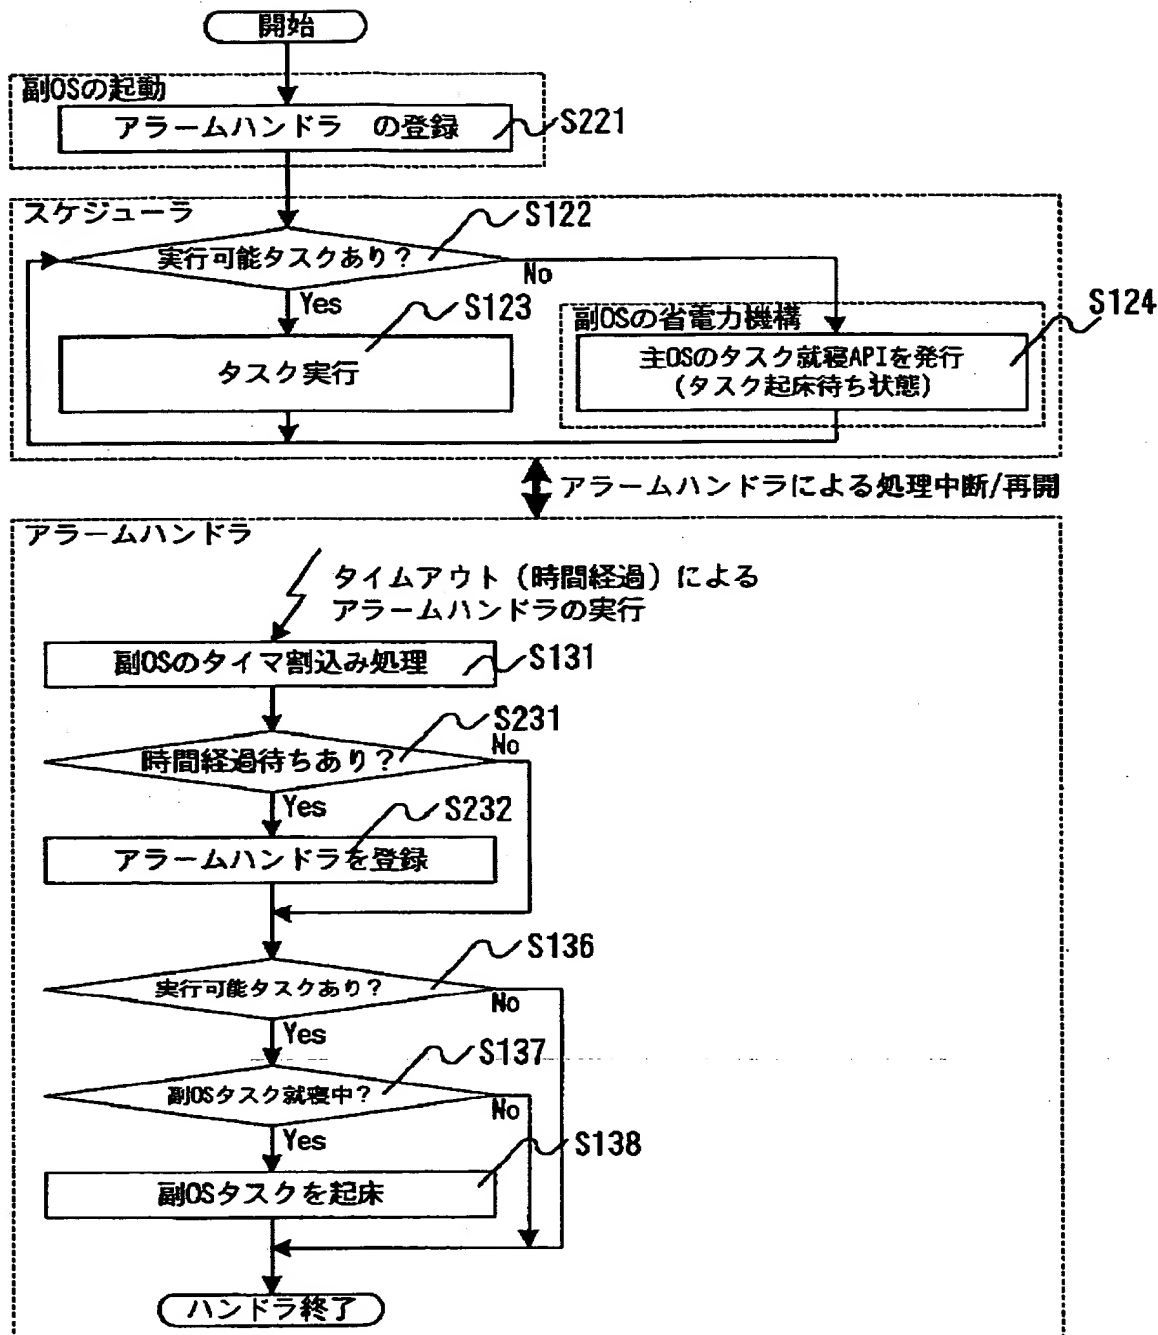 開始
副OSの起動
アラームハンドラ の登録
S221
スケジューラ
S122
実行可能タスクあり?
No
Yes
S123
タスク実行
S124
副OSの省電力機構
主OSのタスク就寝APIを発行
(タスク起床待ち状態)
アラームハンドラによる処理中断/再開
アラームハンドラ
タイムアウト(時間経過)による
アラームハンドラの実行
副OSのタイマ割込み処理
S131
S231
時間経過待ちあり?
No
Yes
S232
アラームハンドラを登録
S136
実行可能タスクあり?
No
Yes
S137
副OSタスク就寝中?
No
Yes
S138
副OSタスクを起床
ハンドラ終了